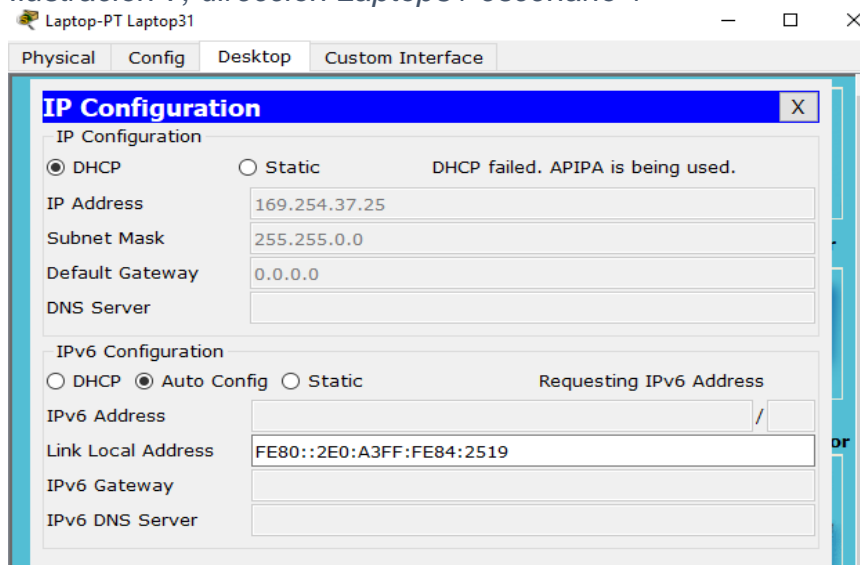 Laptop-PT Laptop31
Physical Config Desktop Custom Interface
IP Configuration X
IP Configuration
DHCP Static DHCP failed. APIPA is being used.
IP Address 169.254.37.25
Subnet Mask 255.255.0.0
Default Gateway 0.0.0.0
DNS Server
IPv6 Configuration
DHCP Auto Config Static Requesting IPv6 Address
IPv6 Address /
Link Local Address FE80::2E0:A3FF:FE84:2519
IPv6 Gateway
IPv6 DNS Server
or